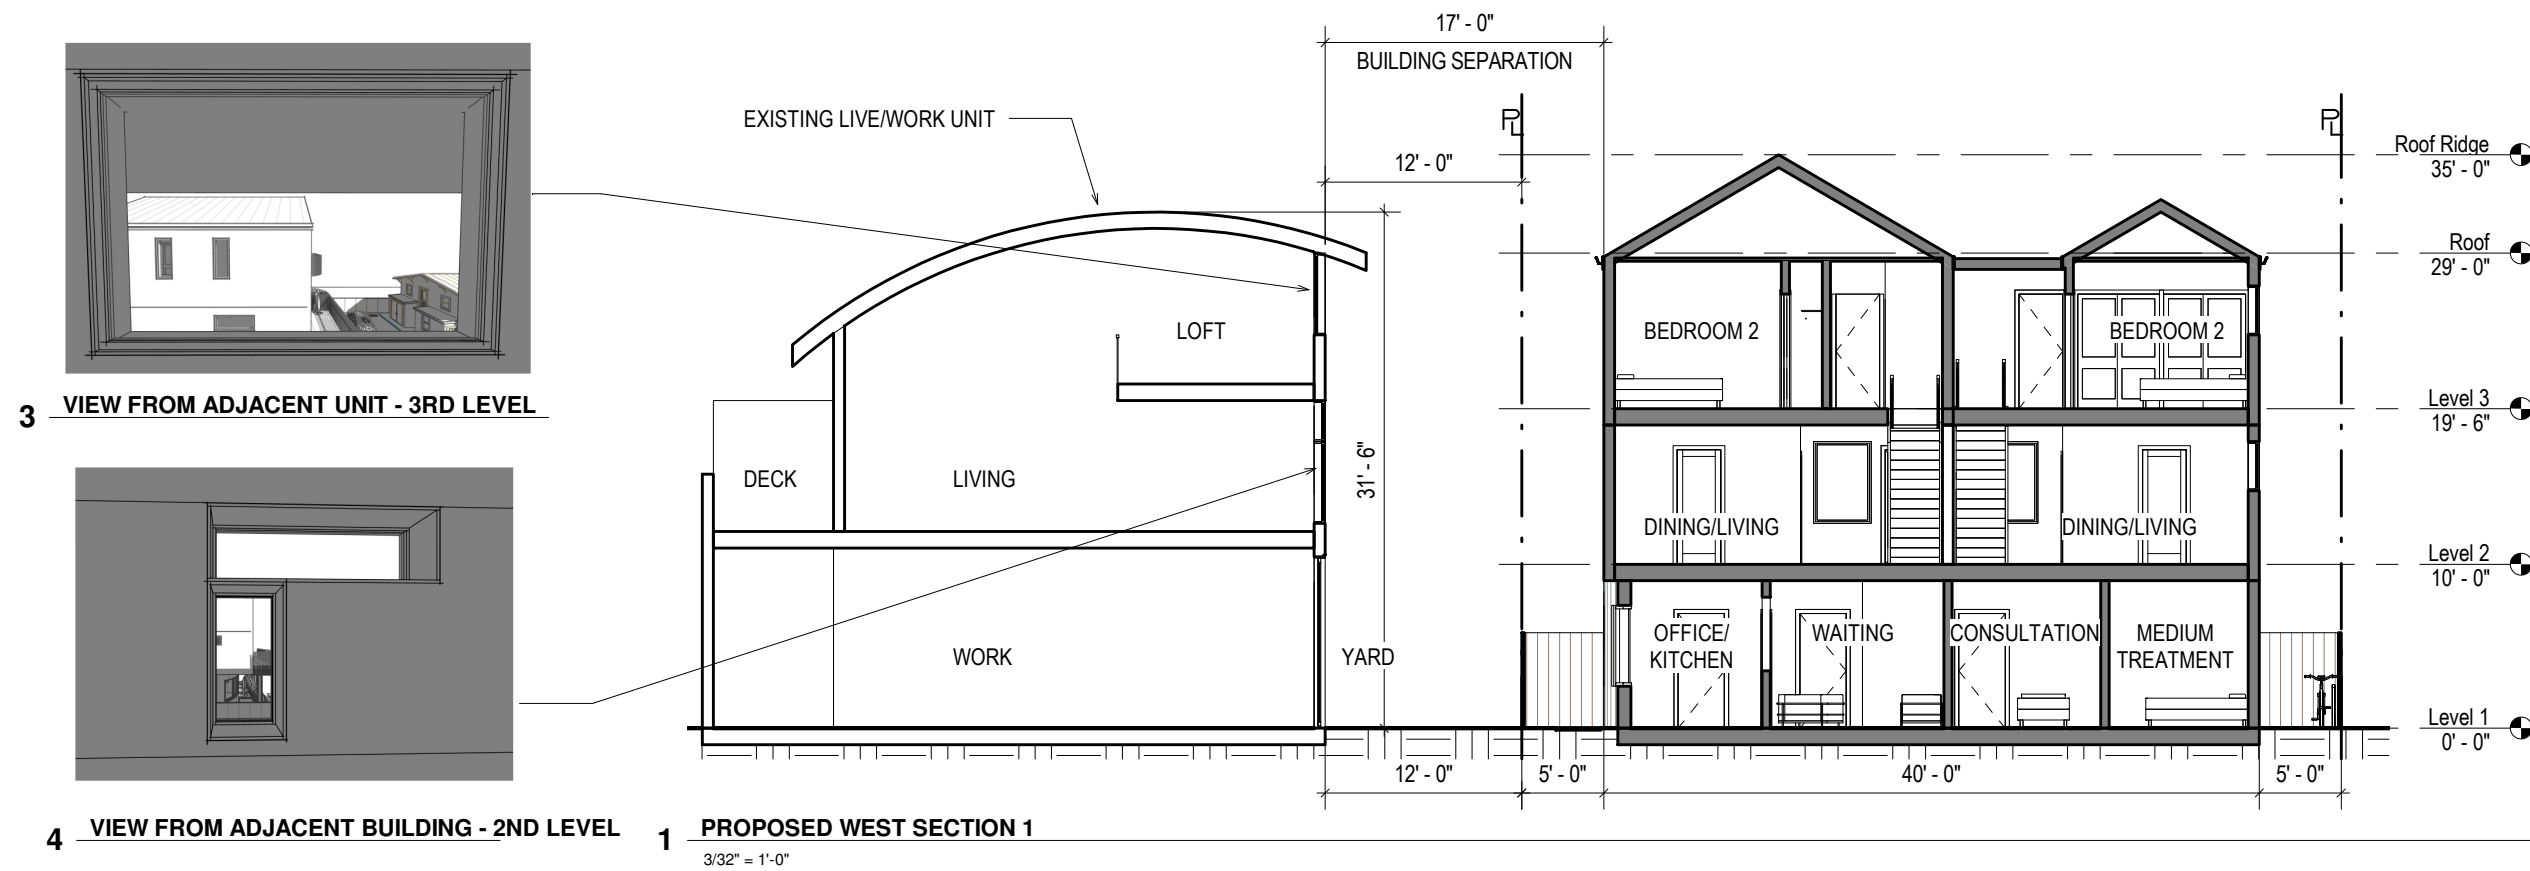 17' - 0"
BUILDING SEPARATION
EXISTING LIVE/WORK UNIT
PL
PL
12' - 0"
Roof Ridge
35' - 0"
Roof
29' - 0"
LOFT
BEDROOM 2
BEDROOM 2
3 VIEW FROM ADJACENT UNIT - 3RD LEVEL
Level 3
19' - 6"
31' - 6"
DECK
LIVING
DINING/LIVING
DINING/LIVING
Level 2
10' - 0"
WORK
YARD
OFFICE/
KITCHEN
WAITING
CONSULTATION
MEDIUM
TREATMENT
Level 1
0' - 0"
12' - 0"
5' - 0"
40' - 0"
5' - 0"
4 VIEW FROM ADJACENT BUILDING - 2ND LEVEL
1 PROPOSED WEST SECTION 1
3/32" = 1'-0"